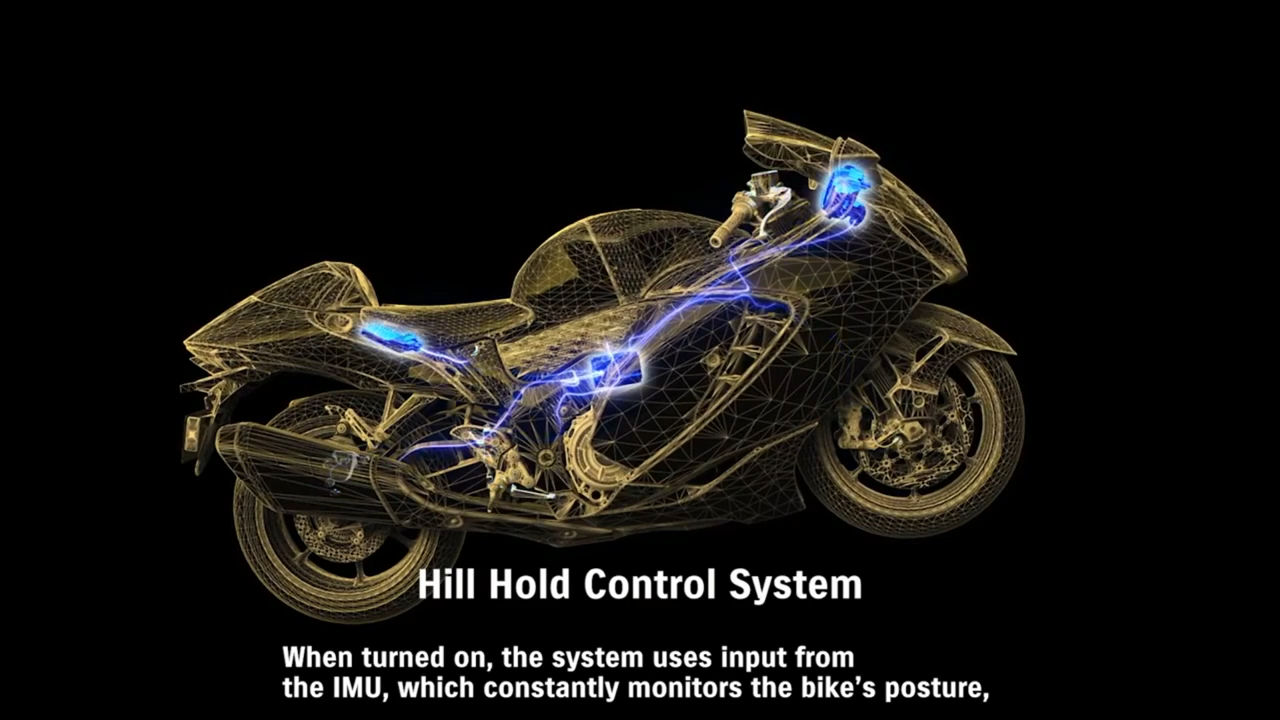 Hill Hold Control System
When turned on, the system uses input from
the IMU, which constantly monitors the bike's posture,